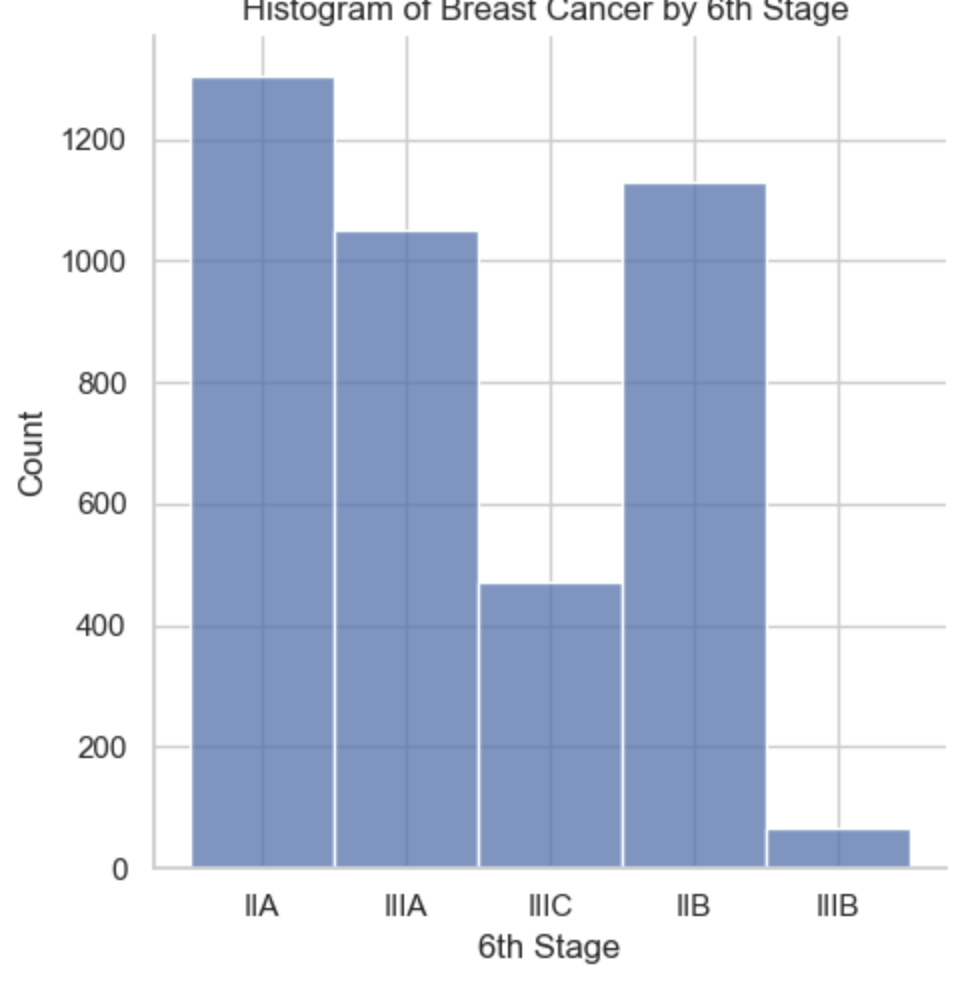 Histogram of Breast Cancer by 6th Stage
1200
1000
800
600
400
200
0
Count
IIA IIIA IIIC IIB IIIB
6th Stage